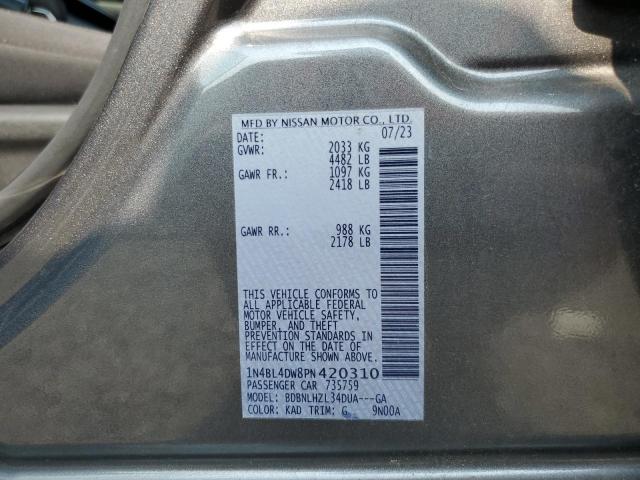 MFD BY NISSAN MOTOR CO., LTD.
DATE: 07/23
GVWR: 2033 KG
4482 LB
GAWR FR.: 1097 KG
2418 LB
GAWR RR.: 988 KG
2178 LB
THIS VEHICLE CONFORMS TO
ALL APPLICABLE FEDERAL
MOTOR VEHICLE SAFETY,
BUMPER, AND THEFT
PREVENTION STANDARDS IN
EFFECT ON THE DATE OF
MANUFACTURE SHOWN ABOVE.
1N4BL4DW8PN420310
PASSENGER CAR 735759
MODEL: BDBNLHZL34DUA---GA
COLOR: KAD TRIM: G 9N00A